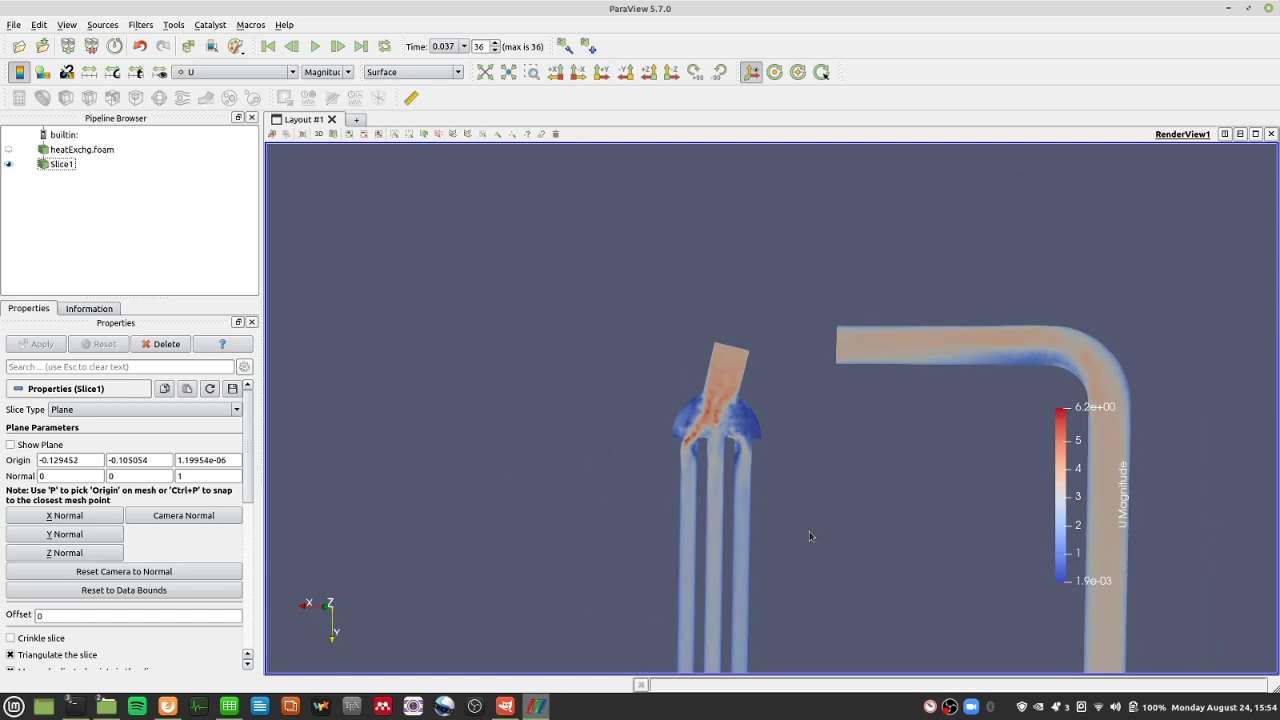 ParaView 5.7.0
File Edit View Sources Filters Tools Catalyst Macros Help
Time: 0.037 36 (max is 36)
U Magnitud Surface
Pipeline Browser
builtin:
heatExchg.foam
Slice1
Layout #1
RenderView1
Properties Information
Properties
Apply Reset Delete ?
Search ... (use Esc to clear text)
Properties (Slice1)
Slice Type Plane
Plane Parameters
Show Plane
Origin -0.129452 -0.105054 1.19954e-06
Normal 0 0 1
Note: Use 'P' to pick 'Origin' on mesh or 'Ctrl+P' to snap
to the closest mesh point
X Normal Camera Normal
Y Normal
Z Normal
Reset Camera to Normal
Reset to Data Bounds
Offset 0
Crinkle slice
Triangulate the slice
6.2e+00
5
4
3
2
1
1.9e-03
U Magnitude
X Z
Y
3 100% Monday August 24, 15:54